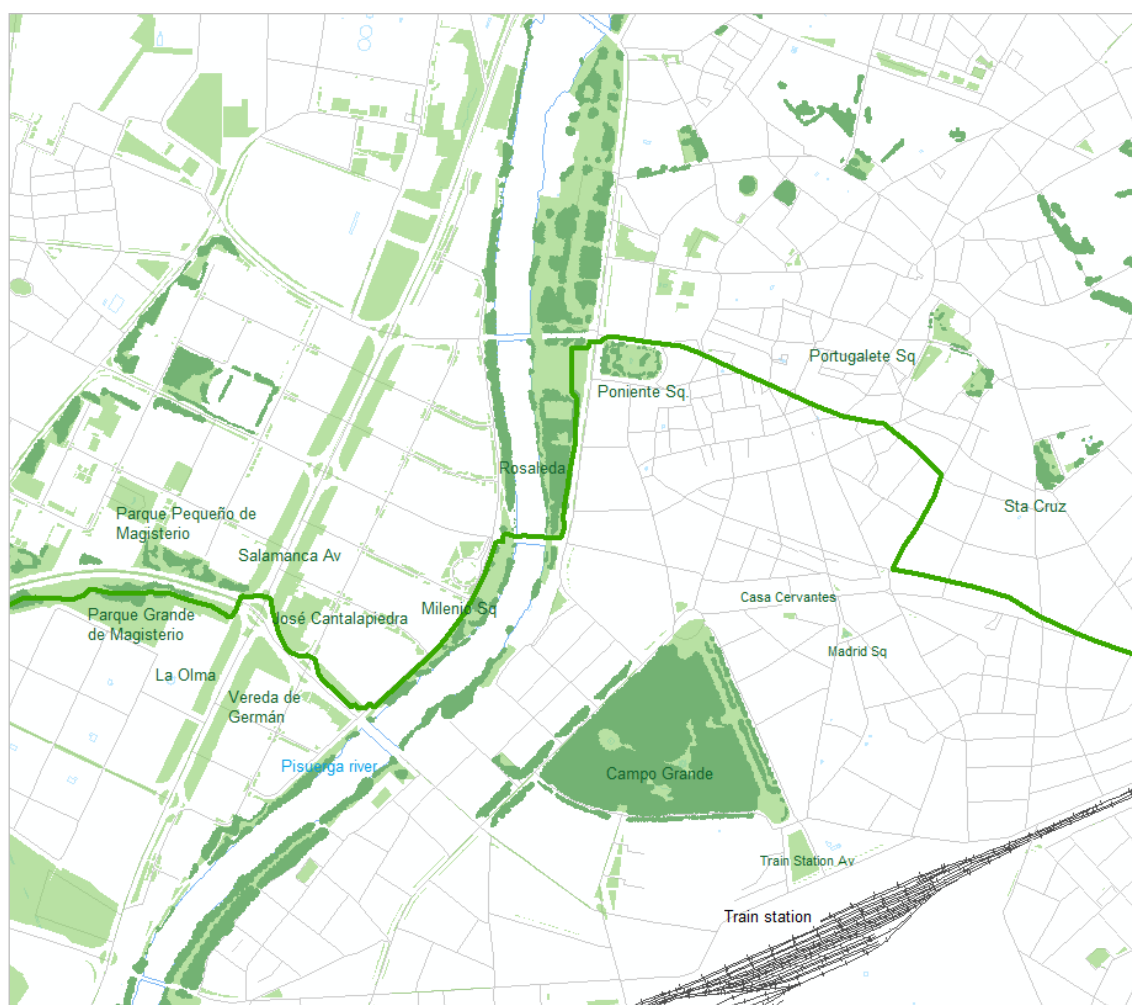 Portugalete Sq
Poniente Sq.
Rosaleda
Sta Cruz
Parque Pequeño de
Magisterio
Salamanca Av
Casa Cervantes
Parque Grande
de Magisterio
José Cantalapiedra
Milenio Sq
Madrid Sq
La Olma
Vereda de
Germán
Pisuerga river
Campo Grande
Train Station Av
Train station